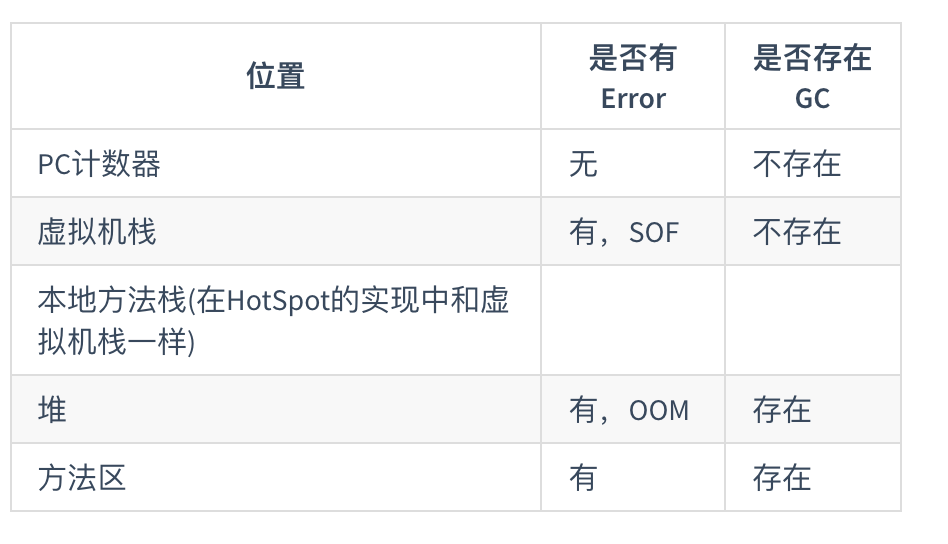 位置
是否有
Error
是否存在
GC
PC计数器
无
不存在
虚拟机栈
有，SOF
不存在
本地方法栈(在HotSpot的实现中和虚
拟机栈一样)
堆
有，OOM
存在
方法区
有
存在